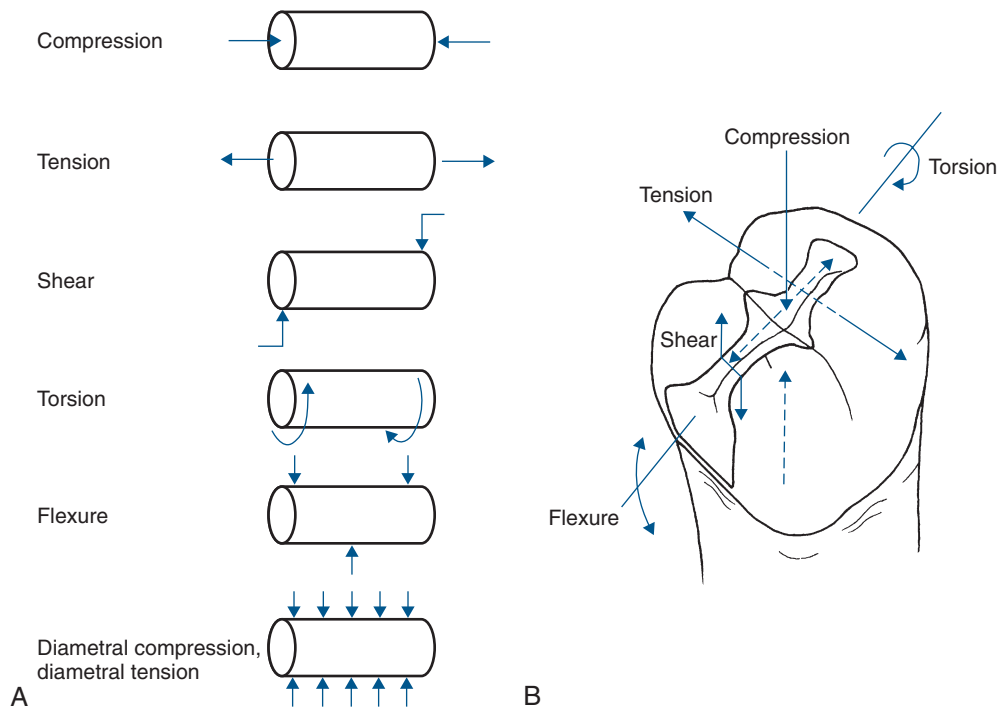 Compression
Tension
Shear
Torsion
Flexure
Diametral compression,
diametral tension
A
Compression
Torsion
Tension
Shear
Flexure
B